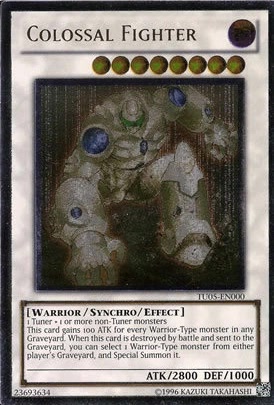 COLOSSAL FIGHTER
TU05-EN000
[WARRIOR/SYNCHRO/EFFECT]
1 Tuner + 1 or more non-Tuner monsters
This card gains 100 ATK for every Warrior-Type monster in any
Graveyard. When this card is destroyed by battle and sent to the
Graveyard, you can select 1 Warrior-Type monster from either
player's Graveyard, and Special Summon it.
ATK/2800 DEF/1000
23693634
©1996 KAZUKI TAKAHASHI